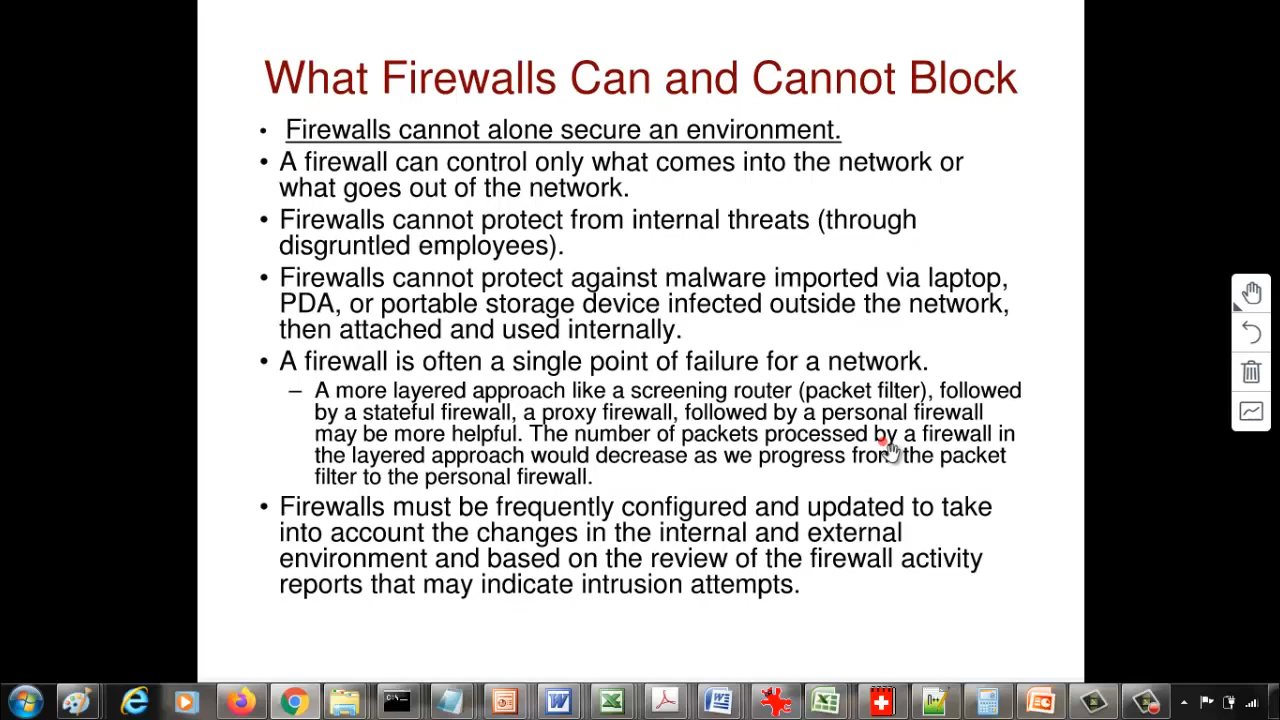 What Firewalls Can and Cannot Block
• Firewalls cannot alone secure an environment.
• A firewall can control only what comes into the network or
what goes out of the network.
• Firewalls cannot protect from internal threats (through
disgruntled employees).
• Firewalls cannot protect against malware imported via laptop,
PDA, or portable storage device infected outside the network,
then attached and used internally.
• A firewall is often a single point of failure for a network.
– A more layered approach like a screening router (packet filter), followed
by a stateful firewall, a proxy firewall, followed by a personal firewall
may be more helpful. The number of packets processed by a firewall in
the layered approach would decrease as we progress from the packet
filter to the personal firewall.
• Firewalls must be frequently configured and updated to take
into account the changes in the internal and external
environment and based on the review of the firewall activity
reports that may indicate intrusion attempts.